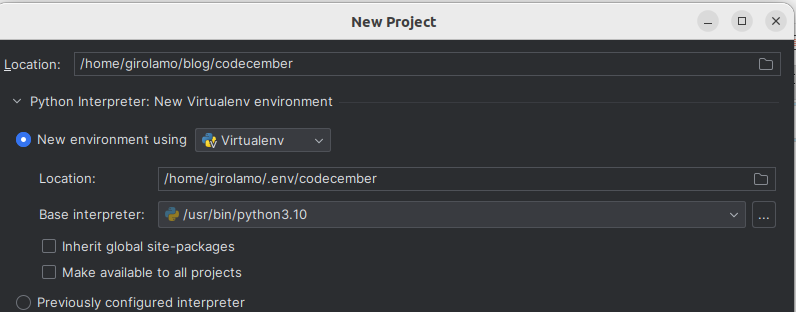 New Project
Location: /home/girolamo/blog/codecember
Python Interpreter: New Virtualenv environment
New environment using Virtualenv
Location: /home/girolamo/.env/codecember
Base interpreter: /usr/bin/python3.10 ...
Inherit global site-packages
Make available to all projects
Previously configured interpreter